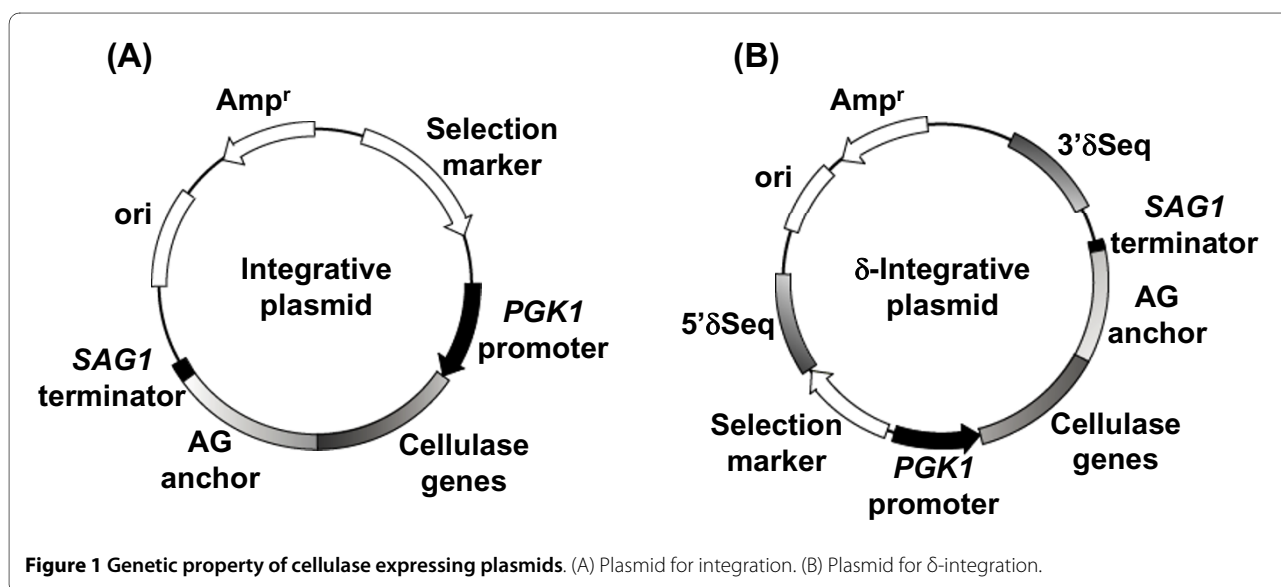 (A)
Ampʳ
Selection
marker
ori
Integrative
plasmid
PGK1
promoter
SAG1
terminator
AG
anchor
Cellulase
genes
(B)
Ampʳ
3'δSeq
ori
SAG1
terminator
δ-Integrative
plasmid
AG
anchor
5'δSeq
Selection
marker
Cellulase
genes
PGK1
promoter
Figure 1 Genetic property of cellulase expressing plasmids. (A) Plasmid for integration. (B) Plasmid for δ-integration.